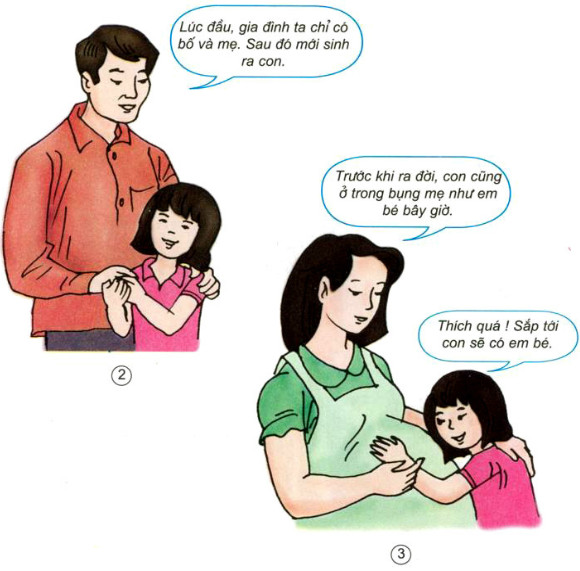 Lúc đầu, gia đình ta chỉ có
bố và mẹ. Sau đó mới sinh
ra con.
2
Trước khi ra đời, con cũng
ở trong bụng mẹ như em
bé bây giờ.
Thích quá ! Sắp tới
con sẽ có em bé.
3